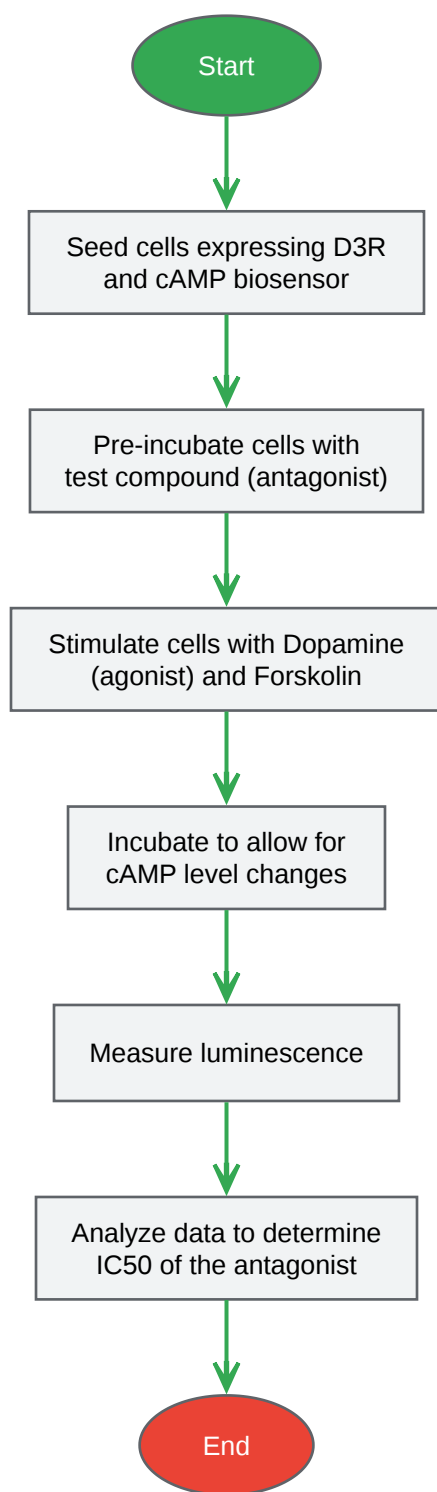 Start
Seed cells expressing D3R
and cAMP biosensor
Pre-incubate cells with
test compound (antagonist)
Stimulate cells with Dopamine
(agonist) and Forskolin
Incubate to allow for
cAMP level changes
Measure luminescence
Analyze data to determine
IC50 of the antagonist
End